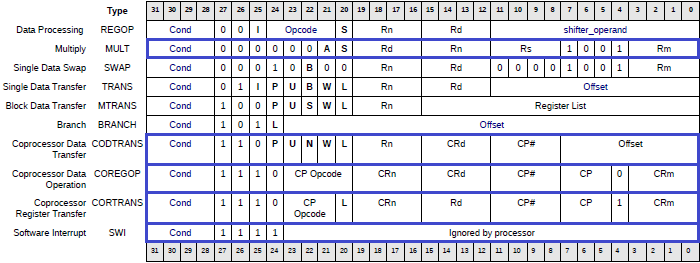 Type 31 30 29 28 27 26 25 24 23 22 21 20 19 18 17 16 15 14 13 12 11 10 9 8 7 6 5 4 3 2 1 0
Data Processing REGOP Cond 0 0 I Opcode S Rn Rd shifter_operand
Multiply MULT Cond 0 0 0 0 0 0 A S Rd Rn Rs 1 0 0 1 Rm
Single Data Swap SWAP Cond 0 0 0 1 0 B 0 0 Rn Rd 0 0 0 0 1 0 0 1 Rm
Single Data Transfer TRANS Cond 0 1 I P U B W L Rn Rd Offset
Block Data Transfer MTRANS Cond 1 0 0 P U S W L Rn Register List
Branch BRANCH Cond 1 0 1 L Offset
Coprocessor Data CODTRANS Cond 1 1 0 P U N W L Rn CRd CP# Offset
Transfer
Coprocessor Data COREGOP Cond 1 1 1 0 CP Opcode CRn CRd CP# CP 0 CRm
Operation
Coprocessor CORTRANS Cond 1 1 1 0 CP L CRn Rd CP# CP 1 CRm
Register Transfer Opcode
Software Interrupt SWI Cond 1 1 1 1 Ignored by processor
31 30 29 28 27 26 25 24 23 22 21 20 19 18 17 16 15 14 13 12 11 10 9 8 7 6 5 4 3 2 1 0